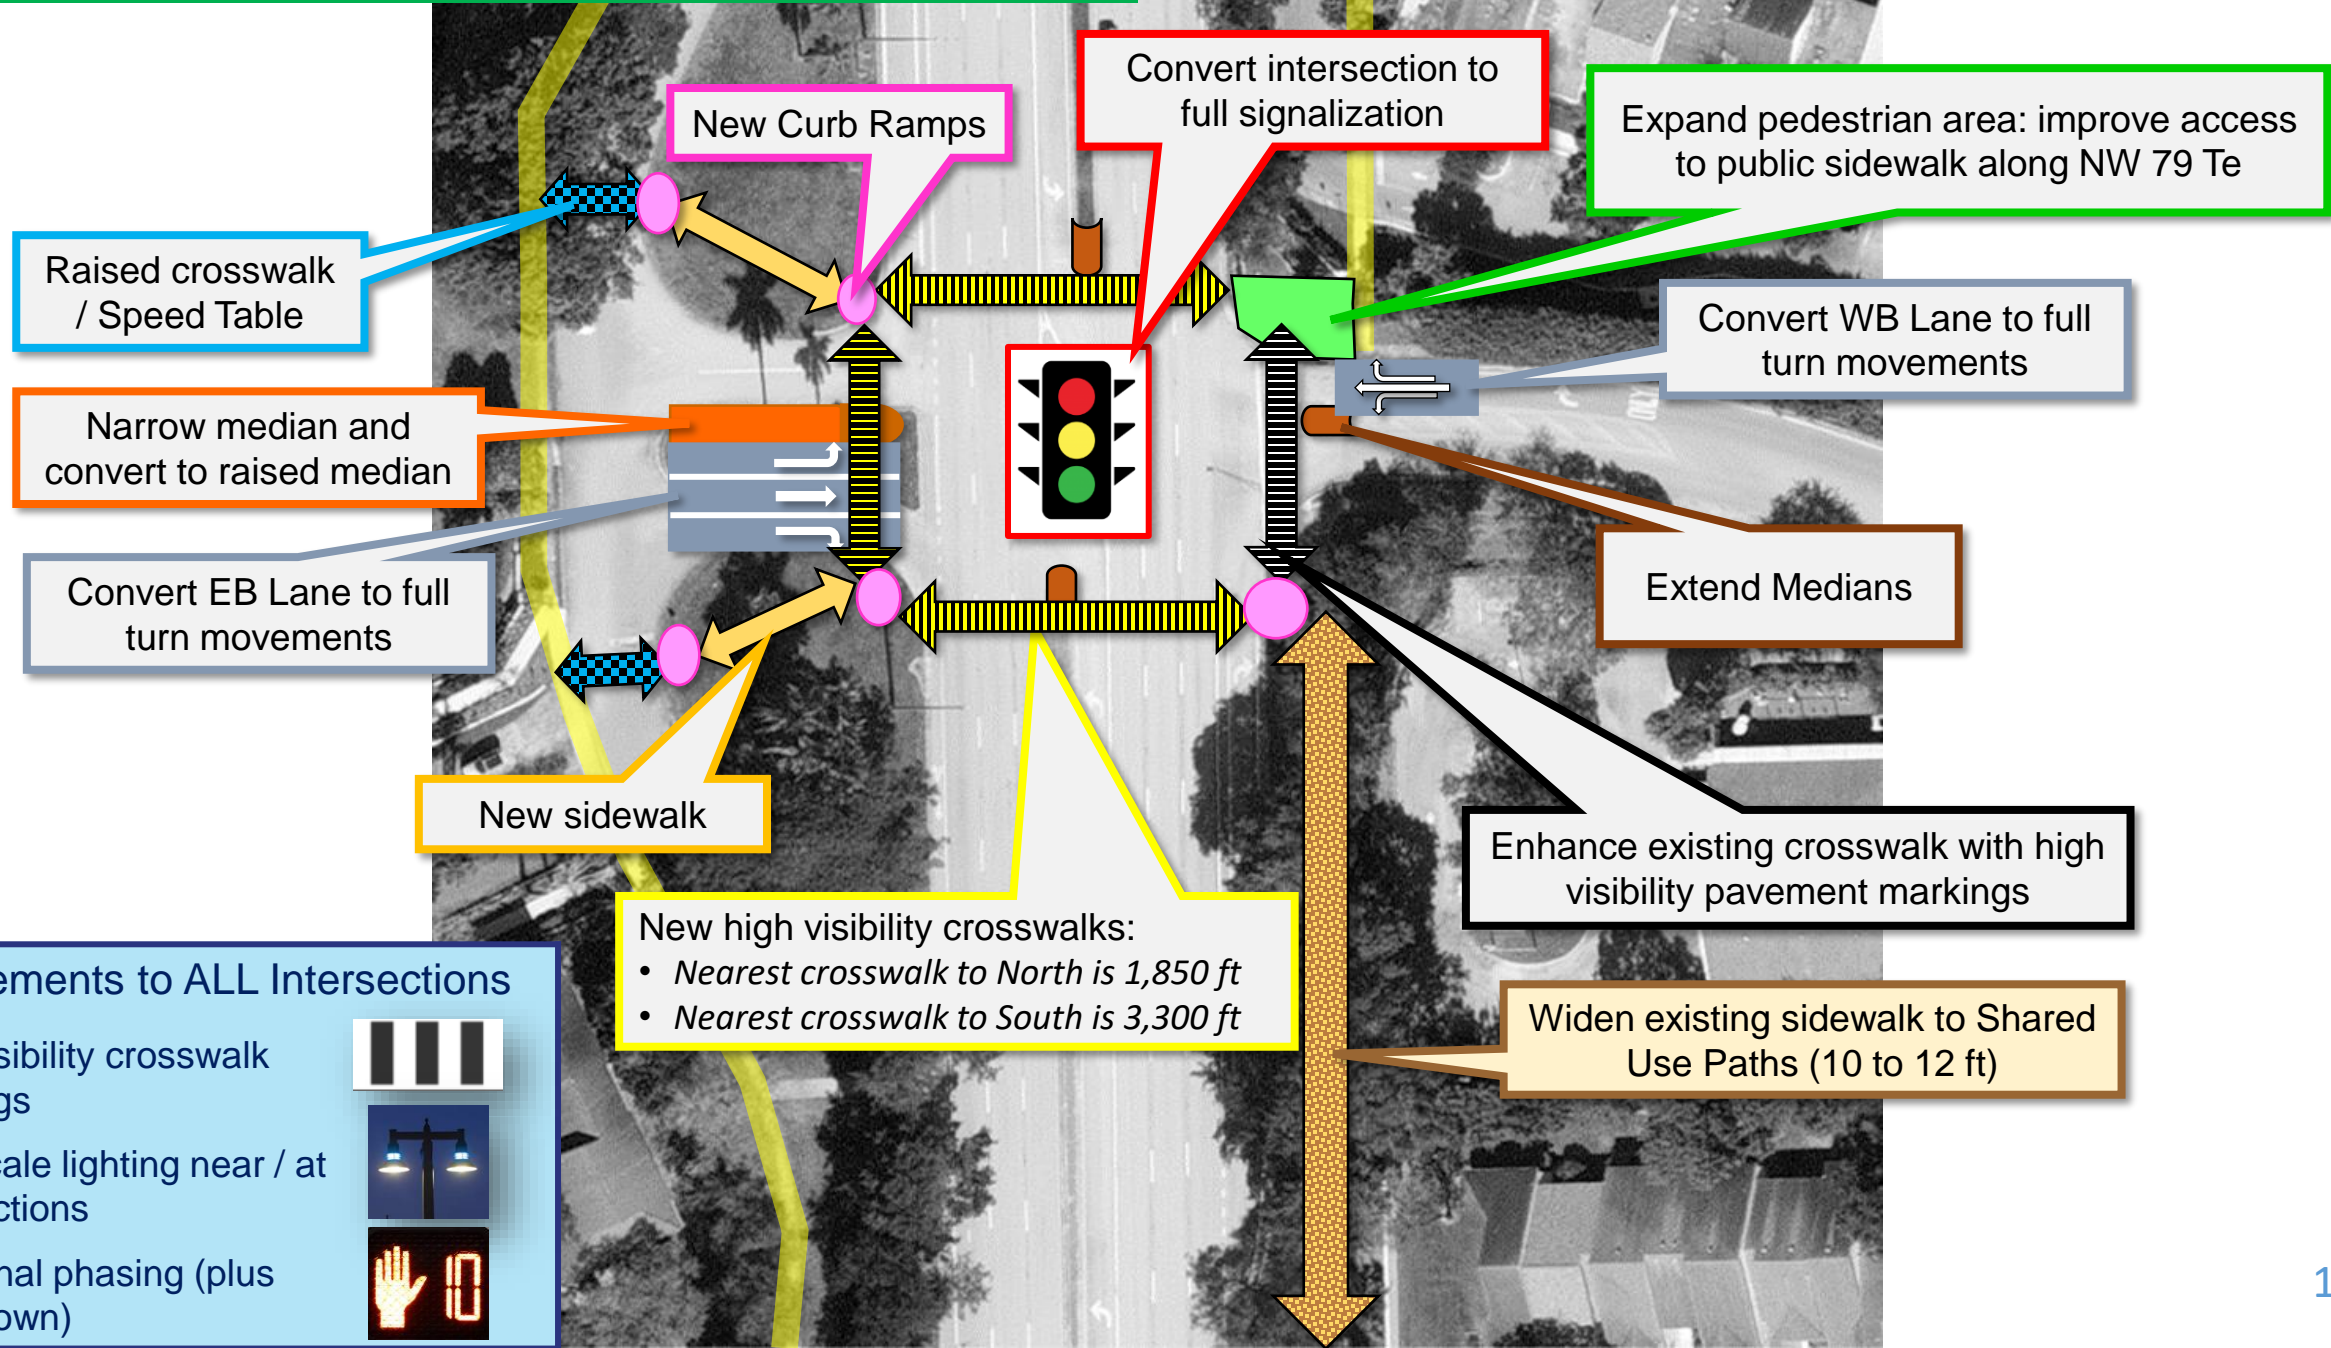 Convert intersection to
full signalization
New Curb Ramps
Expand pedestrian area: improve access
to public sidewalk along NW 79 Te
Raised crosswalk
/ Speed Table
Convert WB Lane to full
turn movements
Narrow median and
convert to raised median
Convert EB Lane to full
turn movements
Extend Medians
New sidewalk
Enhance existing crosswalk with high
visibility pavement markings
New high visibility crosswalks:
• Nearest crosswalk to North is 1,850 ft
• Nearest crosswalk to South is 3,300 ft
Widen existing sidewalk to Shared
Use Paths (10 to 12 ft)
ements to ALL Intersections
sibility crosswalk
gs
cale lighting near / at
ctions
nal phasing (plus
own)
10
1